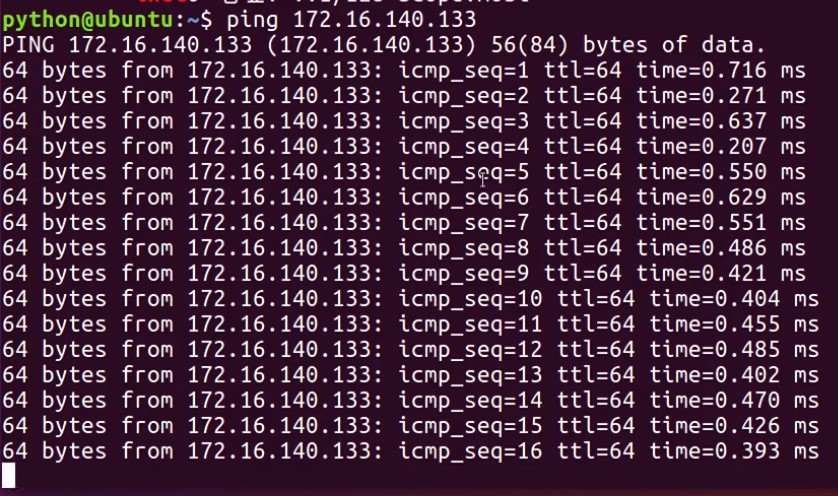 python@ubuntu:~$ ping 172.16.140.133
PING 172.16.140.133 (172.16.140.133) 56(84) bytes of data.
64 bytes from 172.16.140.133: icmp_seq=1 ttl=64 time=0.716 ms
64 bytes from 172.16.140.133: icmp_seq=2 ttl=64 time=0.271 ms
64 bytes from 172.16.140.133: icmp_seq=3 ttl=64 time=0.637 ms
64 bytes from 172.16.140.133: icmp_seq=4 ttl=64 time=0.207 ms
64 bytes from 172.16.140.133: icmp_seq=5 ttl=64 time=0.550 ms
64 bytes from 172.16.140.133: icmp_seq=6 ttl=64 time=0.629 ms
64 bytes from 172.16.140.133: icmp_seq=7 ttl=64 time=0.551 ms
64 bytes from 172.16.140.133: icmp_seq=8 ttl=64 time=0.486 ms
64 bytes from 172.16.140.133: icmp_seq=9 ttl=64 time=0.421 ms
64 bytes from 172.16.140.133: icmp_seq=10 ttl=64 time=0.404 ms
64 bytes from 172.16.140.133: icmp_seq=11 ttl=64 time=0.455 ms
64 bytes from 172.16.140.133: icmp_seq=12 ttl=64 time=0.485 ms
64 bytes from 172.16.140.133: icmp_seq=13 ttl=64 time=0.402 ms
64 bytes from 172.16.140.133: icmp_seq=14 ttl=64 time=0.470 ms
64 bytes from 172.16.140.133: icmp_seq=15 ttl=64 time=0.426 ms
64 bytes from 172.16.140.133: icmp_seq=16 ttl=64 time=0.393 ms